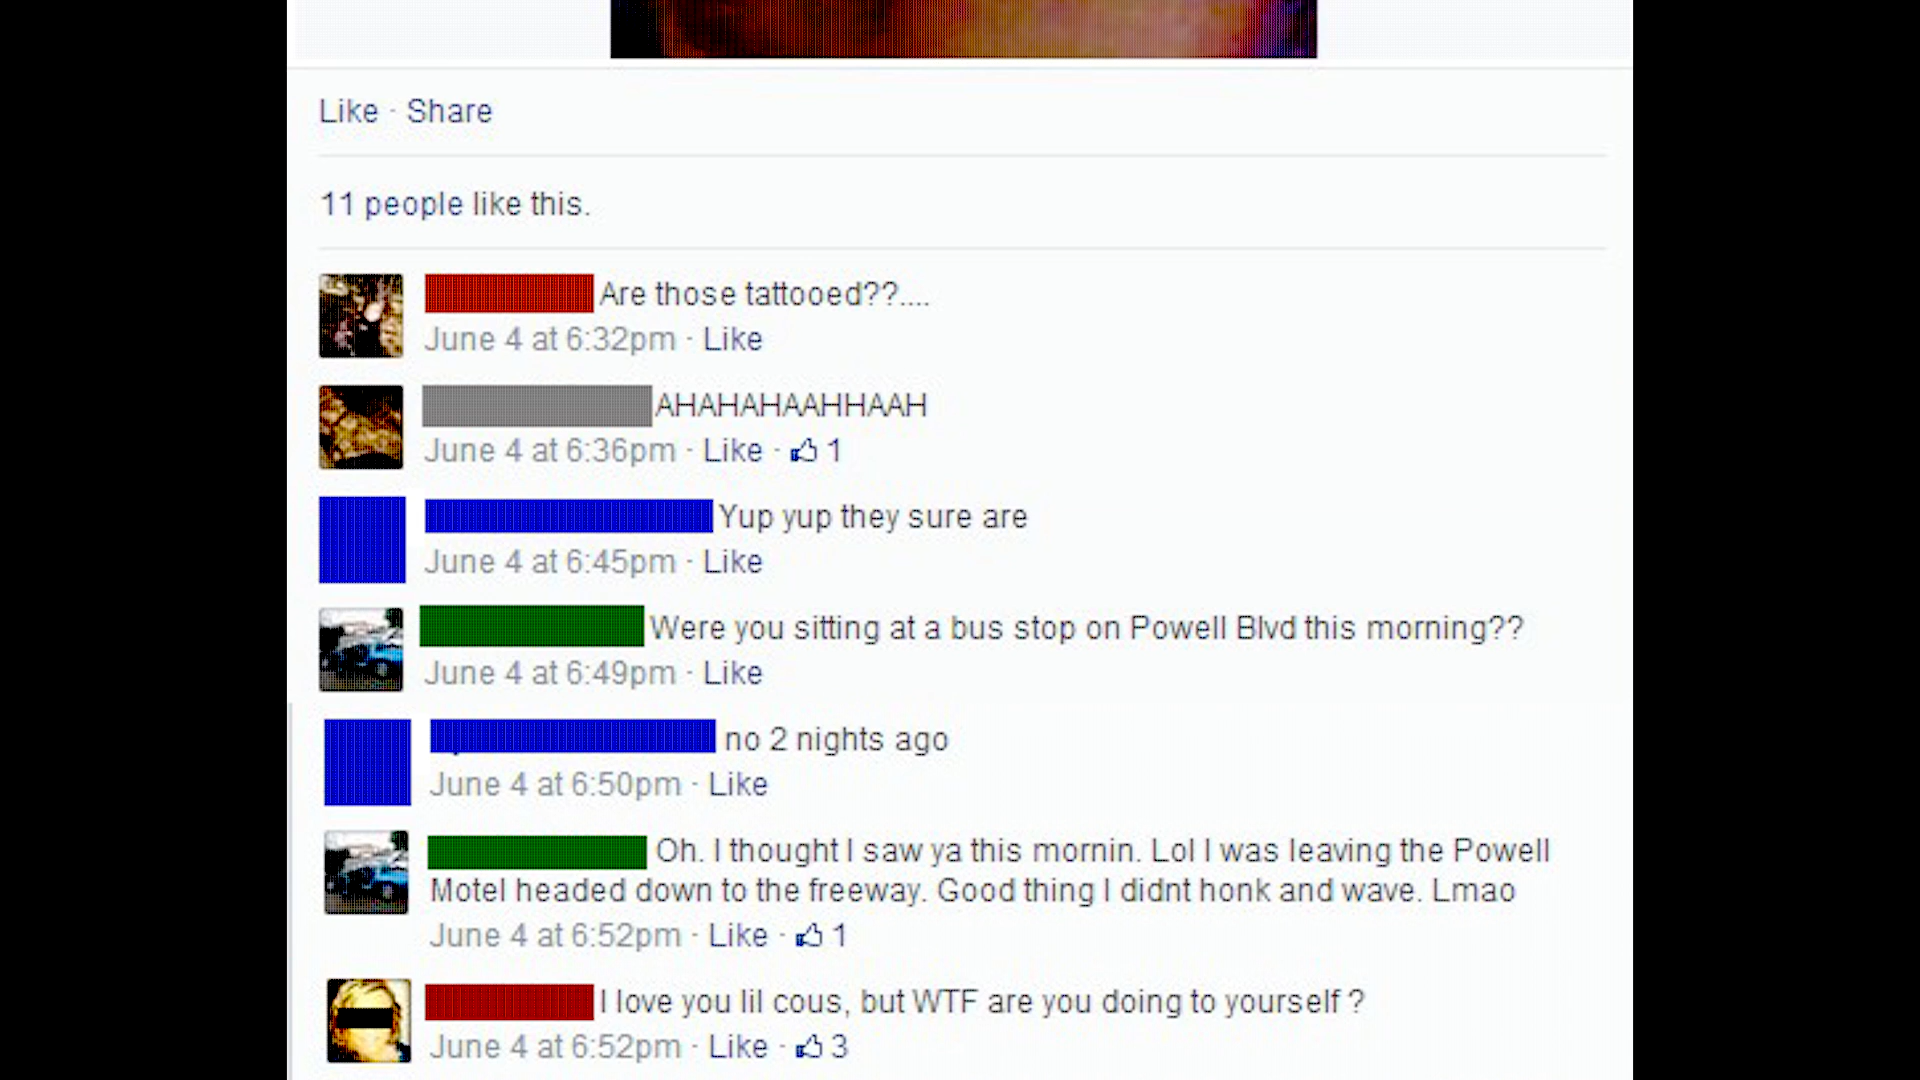 Like · Share
11 people like this.
Are those tattooed??....
June 4 at 6:32pm · Like
AHAHAHAAHHAAH
June 4 at 6:36pm · Like · 1
Yup yup they sure are
June 4 at 6:45pm · Like
Were you sitting at a bus stop on Powell Blvd this morning??
June 4 at 6:49pm · Like
no 2 nights ago
June 4 at 6:50pm · Like
Oh. I thought I saw ya this mornin. Lol I was leaving the Powell
Motel headed down to the freeway. Good thing I didnt honk and wave. Lmao
June 4 at 6:52pm · Like · 1
I love you lil cous, but WTF are you doing to yourself ?
June 4 at 6:52pm · Like · 3